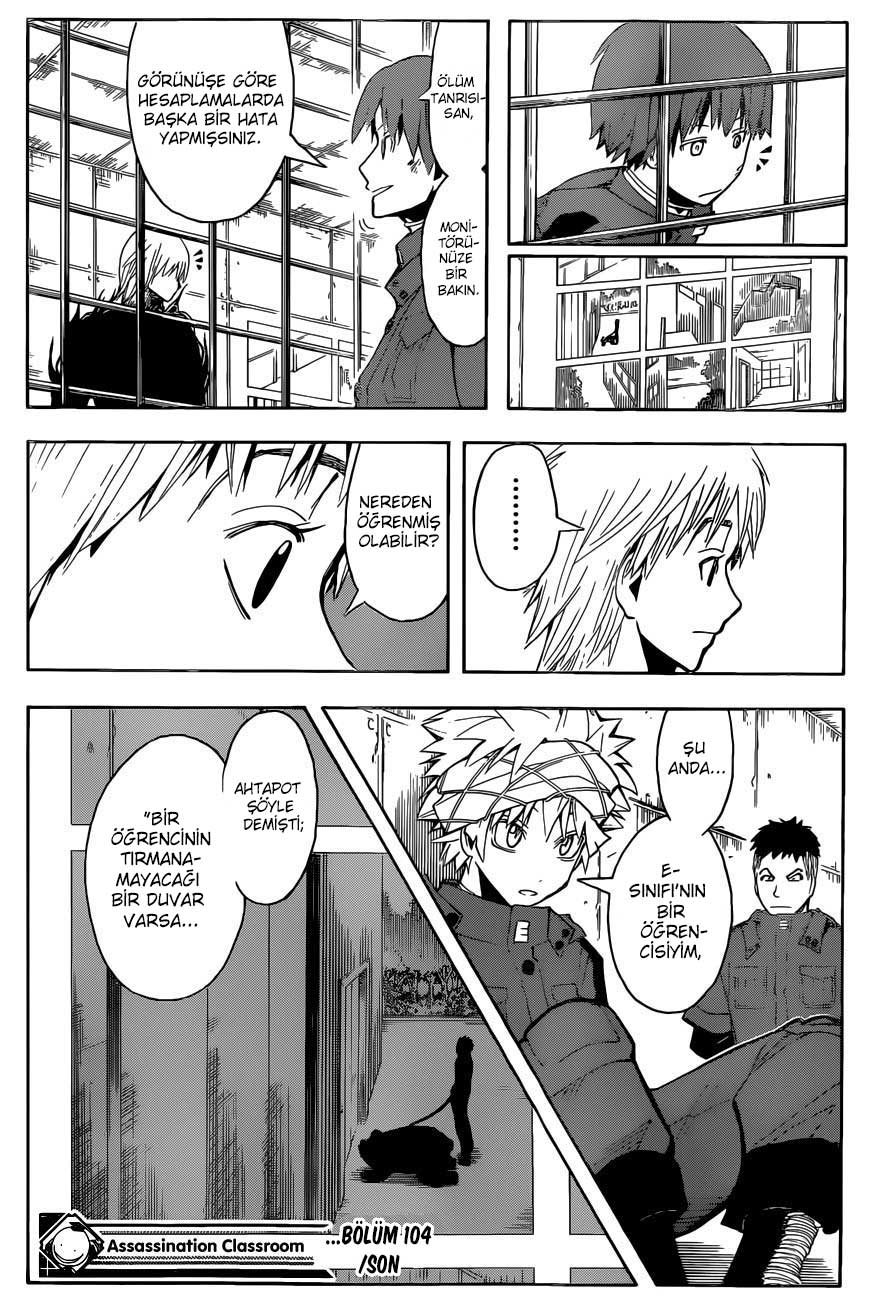 ÖLÜM
TANRISI-
SAN,
MONİ-
TÖRÜ-
NÜZE
BİR
BAKIN.
GÖRÜNÜŞE GÖRE
HESAPLAMALARDA
BAŞKA BİR HATA
YAPMIŞSINIZ.
.......
NEREDEN
ÖĞRENMİŞ
OLABİLİR?
ŞU
ANDA...
E-
SINIFI'NIN
BİR
ÖĞREN-
CİSİYİM,
E
AHTAPOT
ŞÖYLE
DEMİŞTİ;
"BİR
ÖĞRENCİNİN
TIRMANA-
MAYACAĞI
BİR DUVAR
VARSA...
Assassination Classroom
...BÖLÜM 104
/SON